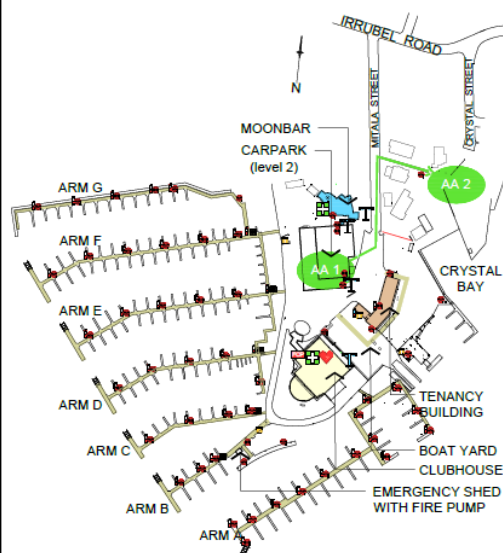 IRRUBEL ROAD
MITALA STREET
CRYSTAL STREET
N
MOONBAR
CARPARK
(level 2)
AA 2
ARM G
ARM F
AA 1
CRYSTAL
BAY
ARM E
ARM D
TENANCY
BUILDING
ARM C
BOAT YARD
CLUBHOUSE
ARM B
EMERGENCY SHED
WITH FIRE PUMP
ARM A